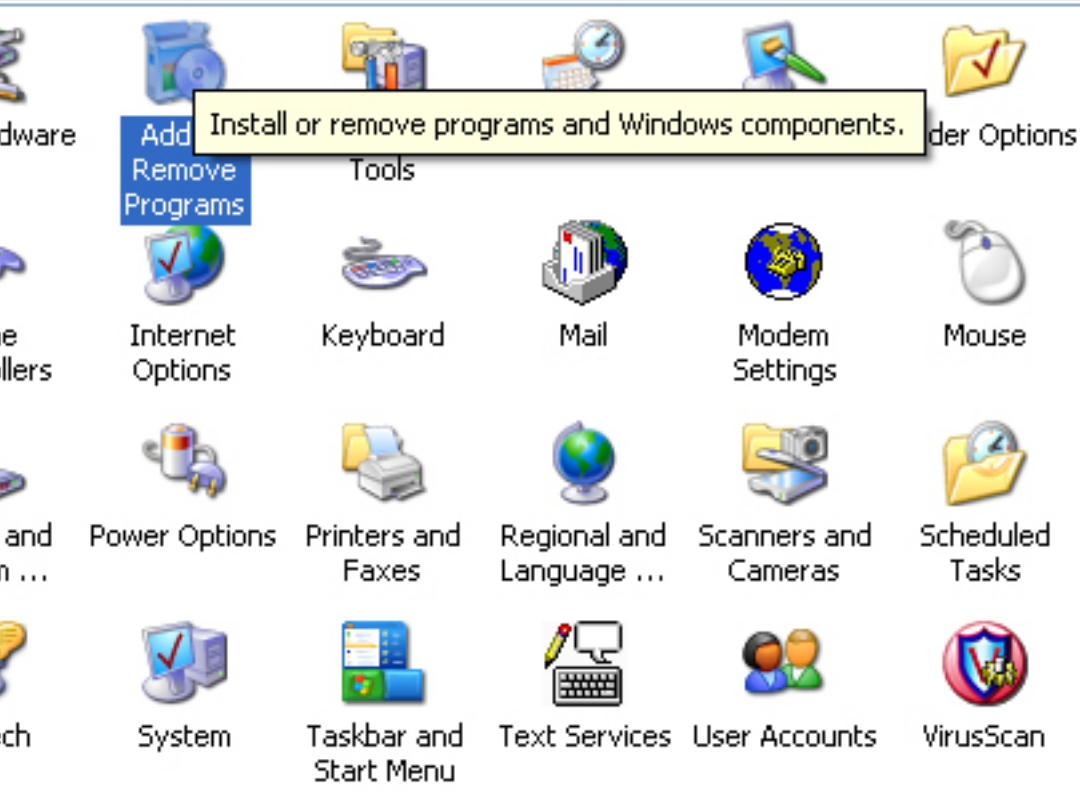 dware
Add
Remove
Programs
Install or remove programs and Windows components.
Tools
der Options
e
llers
Internet
Options
Keyboard
Mail
Modem
Settings
Mouse
and
...
Power Options
Printers and
Faxes
Regional and
Language ...
Scanners and
Cameras
Scheduled
Tasks
ech
System
Taskbar and
Start Menu
Text Services
User Accounts
VirusScan